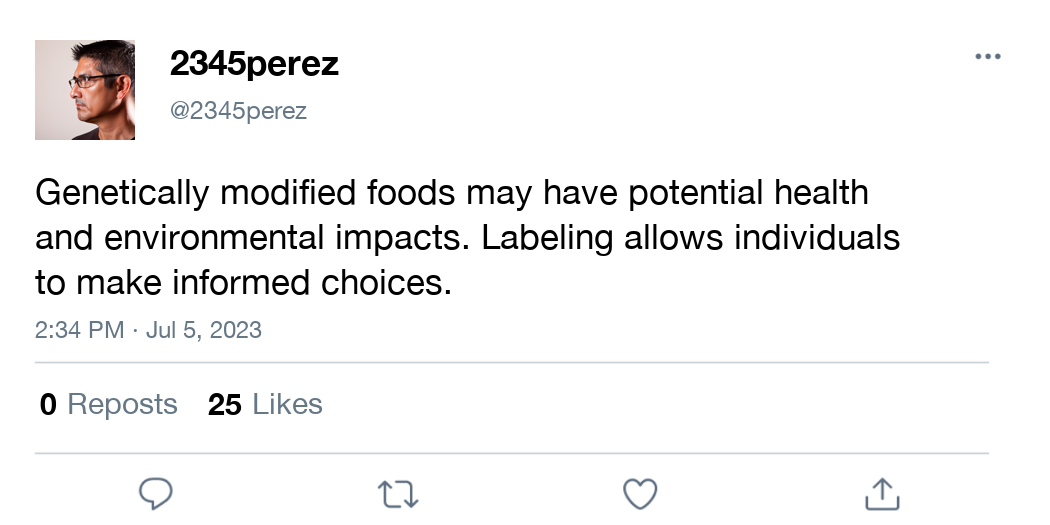 2345perez
@2345perez
Genetically modified foods may have potential health
and environmental impacts. Labeling allows individuals
to make informed choices.
2:34 PM · Jul 5, 2023
0 Reposts 25 Likes